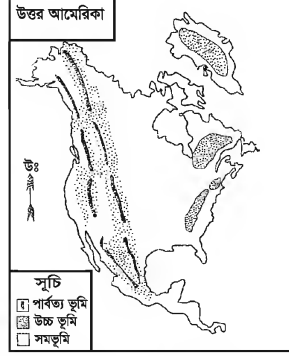 উত্তর আমেরিকা
উঃ
সূচি
পার্বত্য ভূমি
উচ্চ ভূমি
সমভূমি